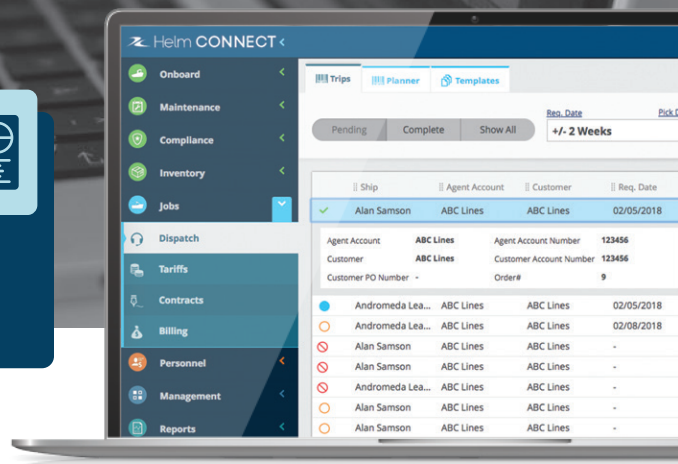 Helm CONNECT
Onboard
Maintenance
Compliance
Inventory
Jobs
Dispatch
Tariffs
Contracts
Billing
Personnel
Management
Reports
Trips Planner Templates
Req. Date Pick D
Pending Complete Show All +/- 2 Weeks
Ship Agent Account Customer Req. Date
Alan Samson ABC Lines ABC Lines 02/05/2018
Agent Account ABC Lines Agent Account Number 123456
Customer ABC Lines Customer Account Number 123456
Customer PO Number - Order# 9
Andromeda Lea... ABC Lines ABC Lines 02/05/2018
Andromeda Lea... ABC Lines ABC Lines 02/08/2018
Alan Samson ABC Lines ABC Lines -
Alan Samson ABC Lines ABC Lines -
Andromeda Lea... ABC Lines ABC Lines -
Alan Samson ABC Lines ABC Lines -
Alan Samson ABC Lines ABC Lines -